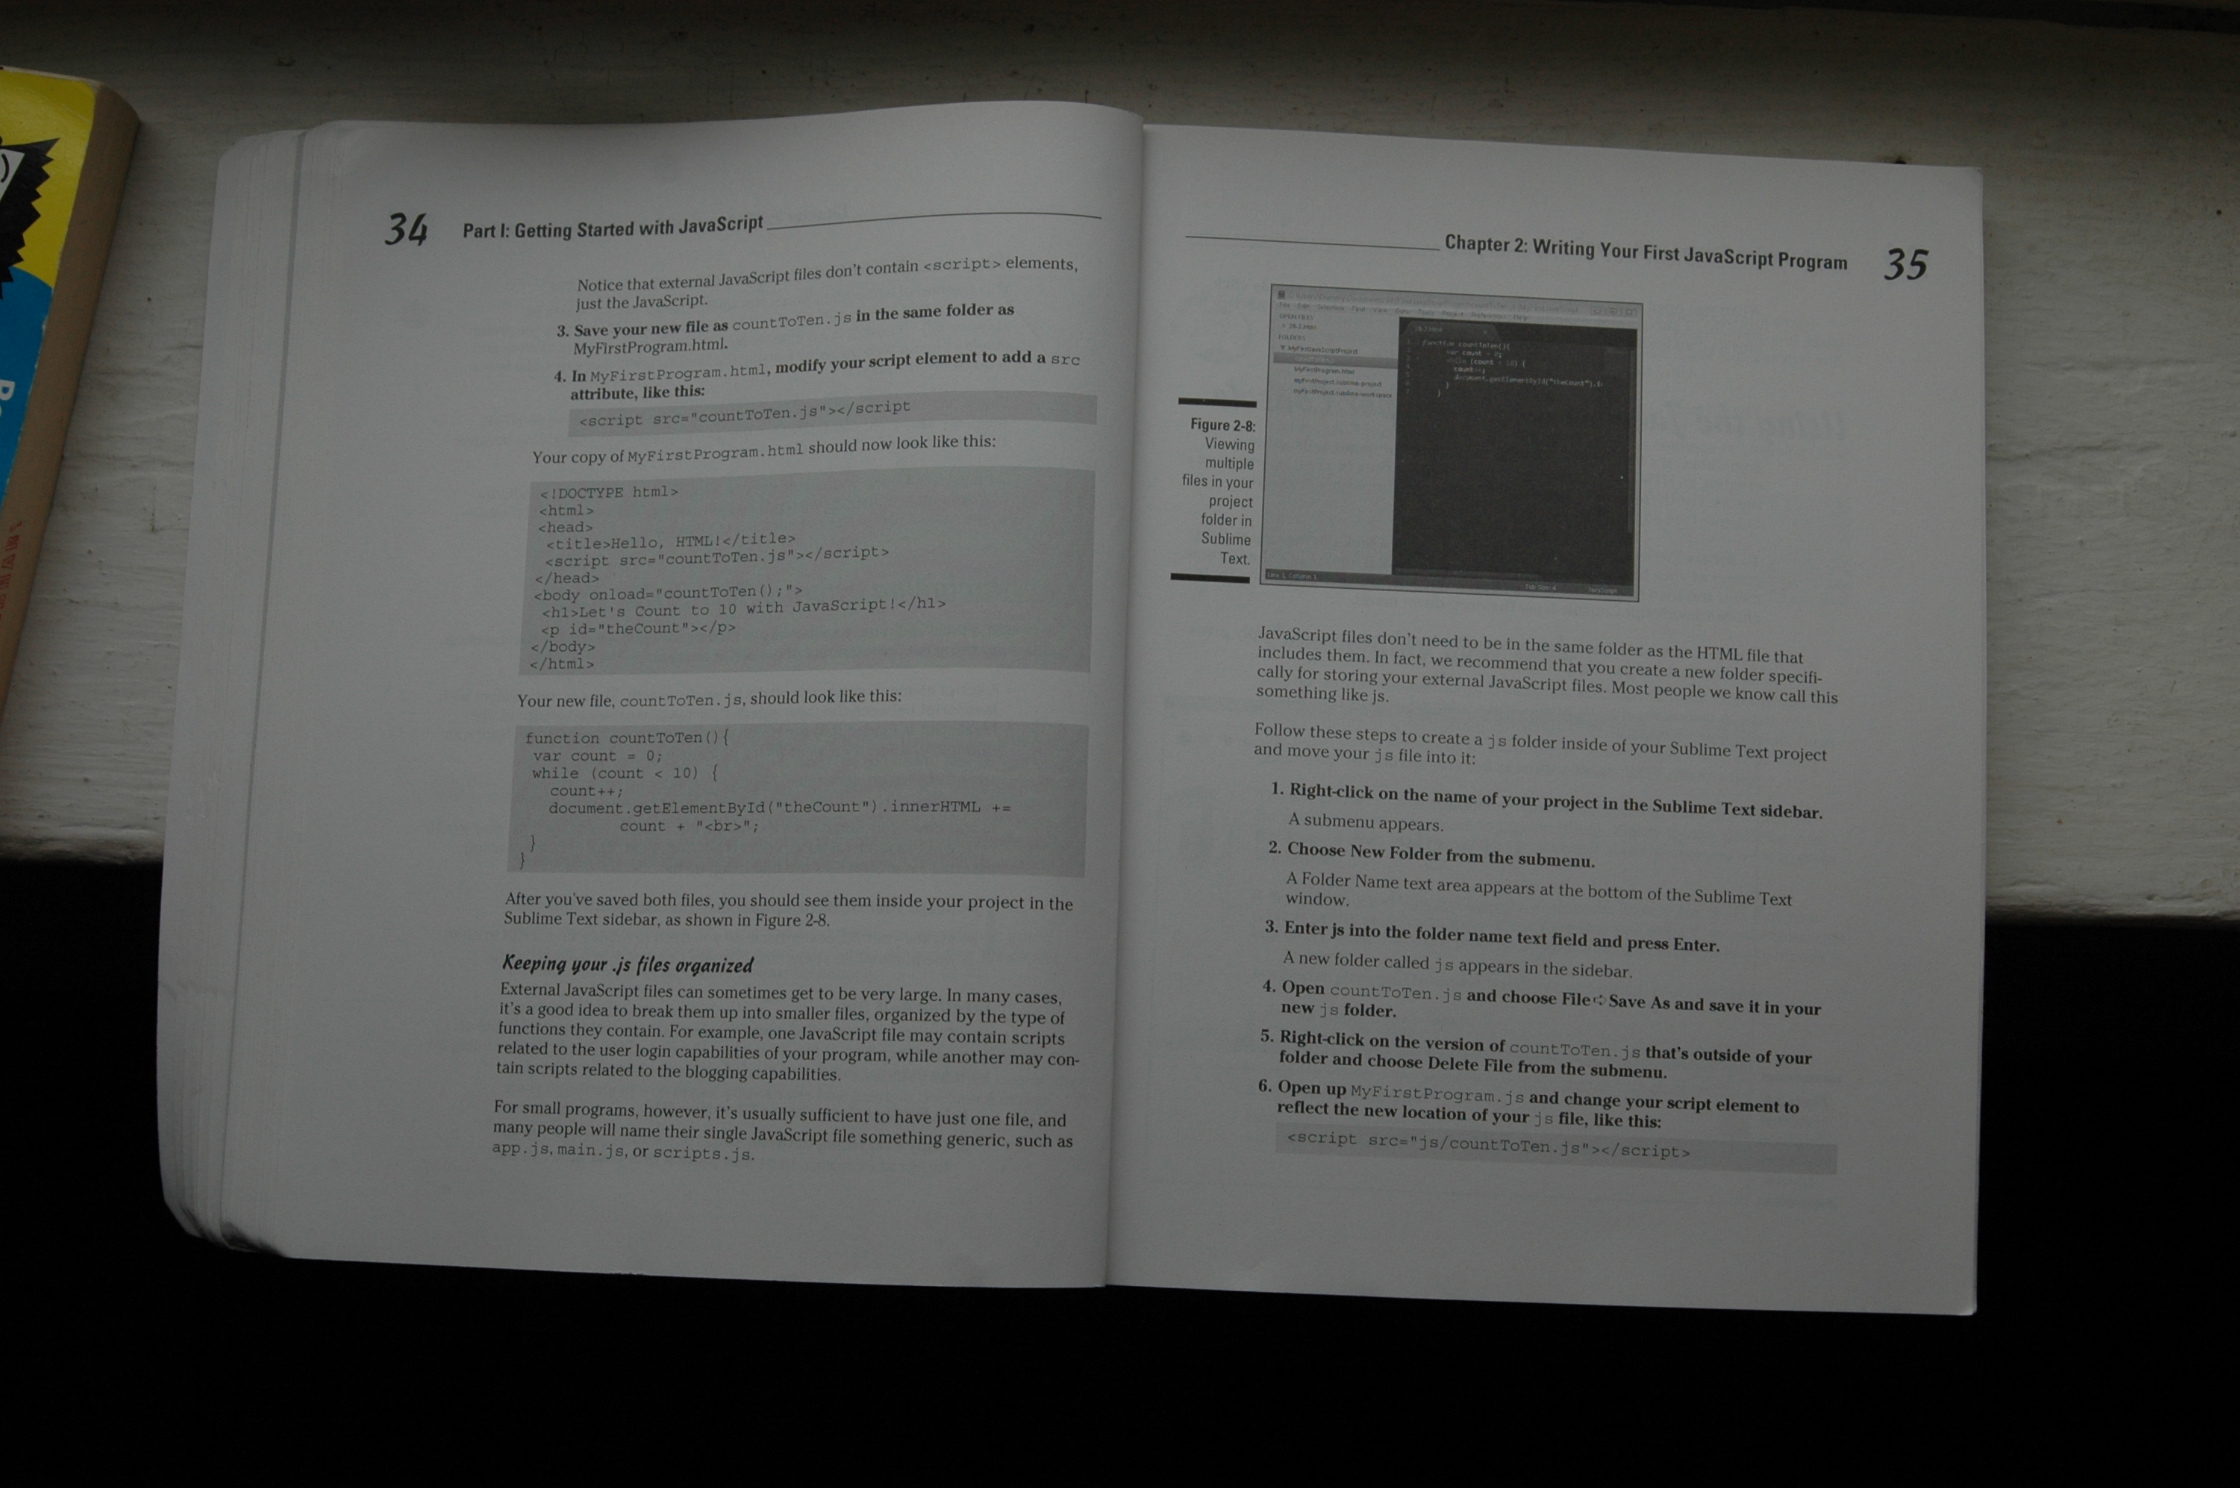 34 Part I: Getting Started with JavaScript
Notice that external JavaScript files don't contain <script> elements,
just the JavaScript.
3. Save your new file as countToTen.js in the same folder as
MyFirstProgram.html.
4. In MyFirstProgram.html, modify your script element to add a src
attribute, like this:
<script src="countToTen.js"></script
Your copy of MyFirstProgram.html should now look like this:
<!DOCTYPE html>
<html>
<head>
<title>Hello, HTML!</title>
<script src="countToTen.js"></script>
</head>
<body onload="countToTen();">
<h1>Let's Count to 10 with JavaScript!</h1>
<p id="theCount"></p>
</body>
</html>
Your new file, countToTen.js, should look like this:
function countToTen(){
var count = 0;
while (count < 10) {
count++;
document.getElementById("theCount").innerHTML +=
count + "<br>";
}
}
After you've saved both files, you should see them inside your project in the
Sublime Text sidebar, as shown in Figure 2-8.
Keeping your .js files organized
External JavaScript files can sometimes get to be very large. In many cases,
it's a good idea to break them up into smaller files, organized by the type of
functions they contain. For example, one JavaScript file may contain scripts
related to the user login capabilities of your program, while another may con-
tain scripts related to the blogging capabilities.
For small programs, however, it's usually sufficient to have just one file, and
many people will name their single JavaScript file something generic, such as
app.js, main.js, or scripts.js.
Chapter 2: Writing Your First JavaScript Program 35
function countToTen(){
var count = 0;
count++;
MyFirstProgram.html
Figure 2-8:
Viewing
multiple
files in your
project
folder in
Sublime
Text.
JavaScript files don't need to be in the same folder as the HTML file that
includes them. In fact, we recommend that you create a new folder specifi-
cally for storing your external JavaScript files. Most people we know call this
something like js.
Follow these steps to create a js folder inside of your Sublime Text project
and move your js file into it:
1. Right-click on the name of your project in the Sublime Text sidebar.
A submenu appears.
2. Choose New Folder from the submenu.
A Folder Name text area appears at the bottom of the Sublime Text
window.
3. Enter js into the folder name text field and press Enter.
A new folder called js appears in the sidebar.
4. Open countToTen.js and choose File➪Save As and save it in your
new js folder.
5. Right-click on the version of countToTen.js that's outside of your
folder and choose Delete File from the submenu.
6. Open up MyFirstProgram.js and change your script element to
reflect the new location of your js file, like this:
<script src="js/countToTen.js"></script>